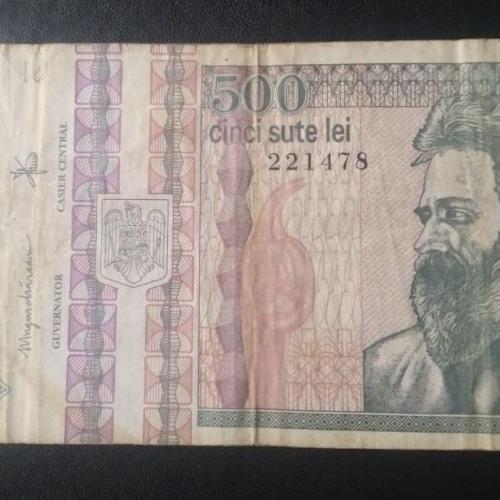 500
cinci sute lei
221478
CASIER CENTRAL
GUVERNATOR